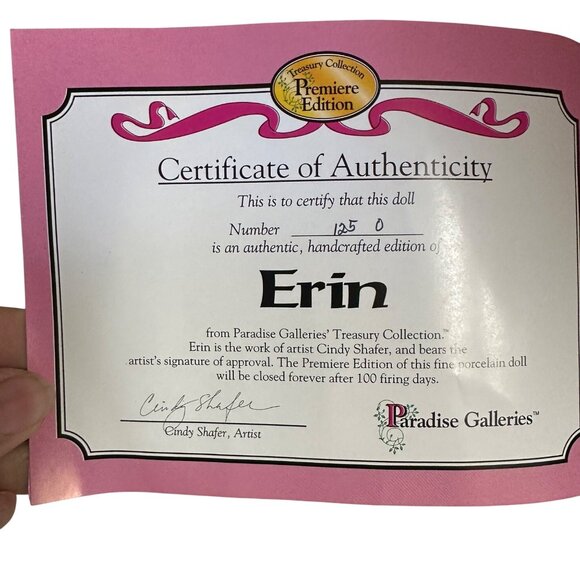 Treasury Collection
Premiere
Edition
Certificate of Authenticity
This is to certify that this doll
Number 125 0
is an authentic, handcrafted edition of
Erin
from Paradise Galleries' Treasury Collection.™
Erin is the work of artist Cindy Shafer, and bears the
artist's signature of approval. The Premiere Edition of this fine porcelain doll
will be closed forever after 100 firing days.
Cindy Shafer
Cindy Shafer, Artist
Paradise Galleries™